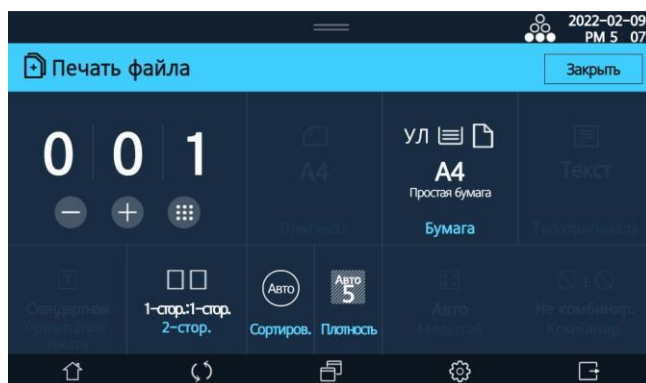 2022-02-09
PM 5 07
Печать файла
Закрыть
0 0 1
A4
Оригинал
УЛ
A4
Простая бумага
Бумага
Текст
Тип оригинала
Стандартная
Ориентация
текста
1-стор.:1-стор.
2-стор.
Авто
Сортиров.
Авто
5
Плотность
Авто
Масштаб
Не комбинир.
Комбинир.